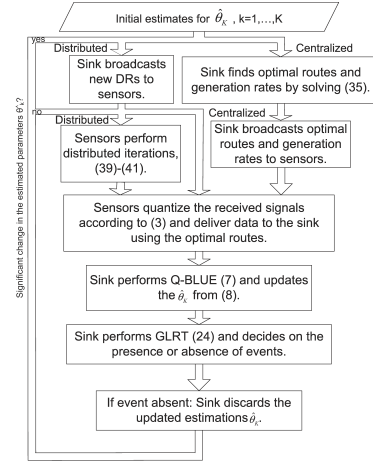 Initial estimates for θ̂_K , k=1,…,K
yes
Distributed
Centralized
Sink broadcasts
new DRs to
sensors.
Sink finds optimal routes and
generation rates by solving (35).
no
Distributed
Centralized
Sensors perform
distributed iterations,
(39)-(41).
Sink broadcasts optimal
routes and generation
rates to sensors.
Significant change in the estimated parameters θ'ₖ?
Sensors quantize the received signals
according to (3) and deliver data to the sink
using the optimal routes.
Sink performs Q-BLUE (7) and updates
the θ̂_K from (8).
Sink performs GLRT (24) and decides on the
presence or absence of events.
If event absent: Sink discards the
updated estimations θ̂_K.